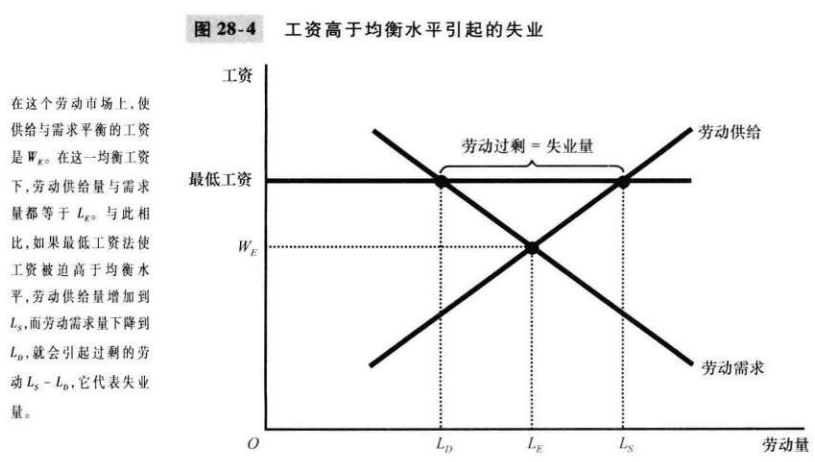 图 28-4 工资高于均衡水平引起的失业
在这个劳动市场上,使
供给与需求平衡的工资
是 W_E。在这一均衡工资
下,劳动供给量与需求
量都等于 L_E。与此相
比,如果最低工资法使
工资被迫高于均衡水
平,劳动供给量增加到
L_S,而劳动需求量下降到
L_D,就会引起过剩的劳
动 L_S - L_D,它代表失业
量。
工资
劳动供给
劳动过剩 = 失业量
最低工资
W_E
劳动需求
O L_D L_E L_S 劳动量